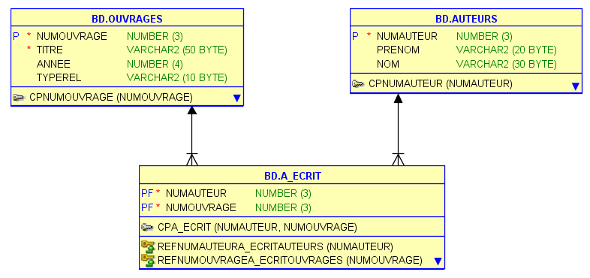 BD.OUVRAGES
P * NUMOUVRAGE NUMBER (3)
* TITRE VARCHAR2 (50 BYTE)
ANNEE NUMBER (4)
TYPEREL VARCHAR2 (10 BYTE)
CPNUMOUVRAGE (NUMOUVRAGE)
BD.AUTEURS
P * NUMAUTEUR NUMBER (3)
PRENOM VARCHAR2 (20 BYTE)
NOM VARCHAR2 (30 BYTE)
CPNUMAUTEUR (NUMAUTEUR)
BD.A_ECRIT
PF * NUMAUTEUR NUMBER (3)
PF * NUMOUVRAGE NUMBER (3)
CPA_ECRIT (NUMAUTEUR, NUMOUVRAGE)
REFNUMAUTEURA_ECRITAUTEURS (NUMAUTEUR)
REFNUMOUVRAGEA_ECRITOUVRAGES (NUMOUVRAGE)